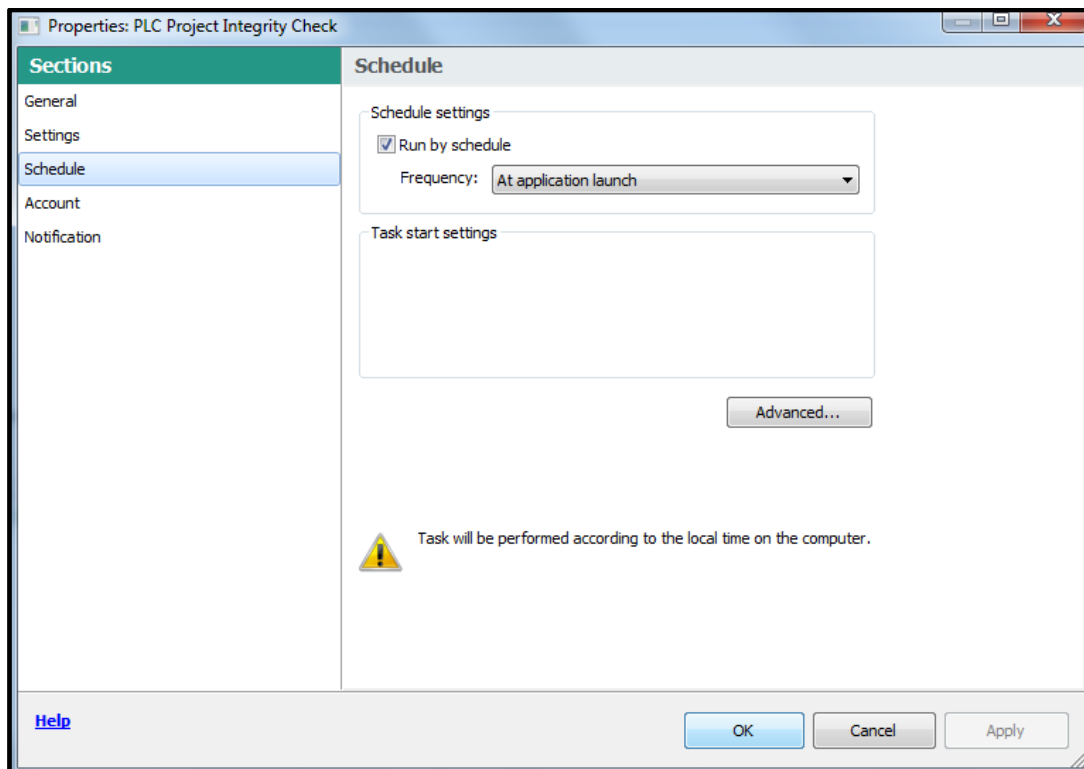 Properties: PLC Project Integrity Check
Sections
General
Settings
Schedule
Account
Notification
Schedule
Schedule settings
Run by schedule
Frequency: At application launch
Task start settings
Advanced...
Task will be performed according to the local time on the computer.
Help
OK Cancel Apply